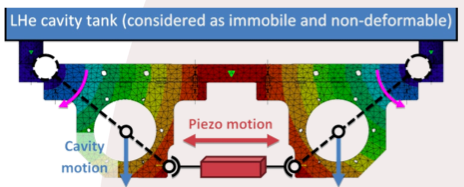 LHe cavity tank (considered as immobile and non-deformable)
Piezo motion
Cavity
motion